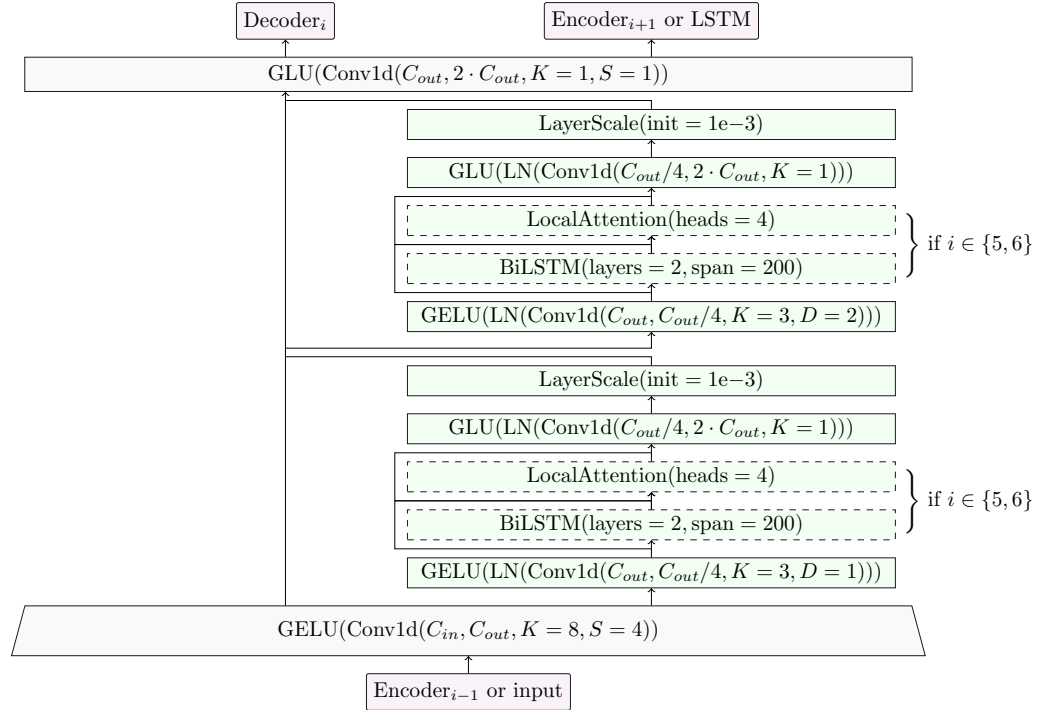 Decoder_i
Encoder_{i+1} or LSTM
GLU(Conv1d(C_{out}, 2 · C_{out}, K = 1, S = 1))
LayerScale(init = 1e−3)
GLU(LN(Conv1d(C_{out}/4, 2 · C_{out}, K = 1)))
LocalAttention(heads = 4)
if i ∈ {5, 6}
BiLSTM(layers = 2, span = 200)
GELU(LN(Conv1d(C_{out}, C_{out}/4, K = 3, D = 2)))
LayerScale(init = 1e−3)
GLU(LN(Conv1d(C_{out}/4, 2 · C_{out}, K = 1)))
LocalAttention(heads = 4)
if i ∈ {5, 6}
BiLSTM(layers = 2, span = 200)
GELU(LN(Conv1d(C_{out}, C_{out}/4, K = 3, D = 1)))
GELU(Conv1d(C_{in}, C_{out}, K = 8, S = 4))
Encoder_{i−1} or input